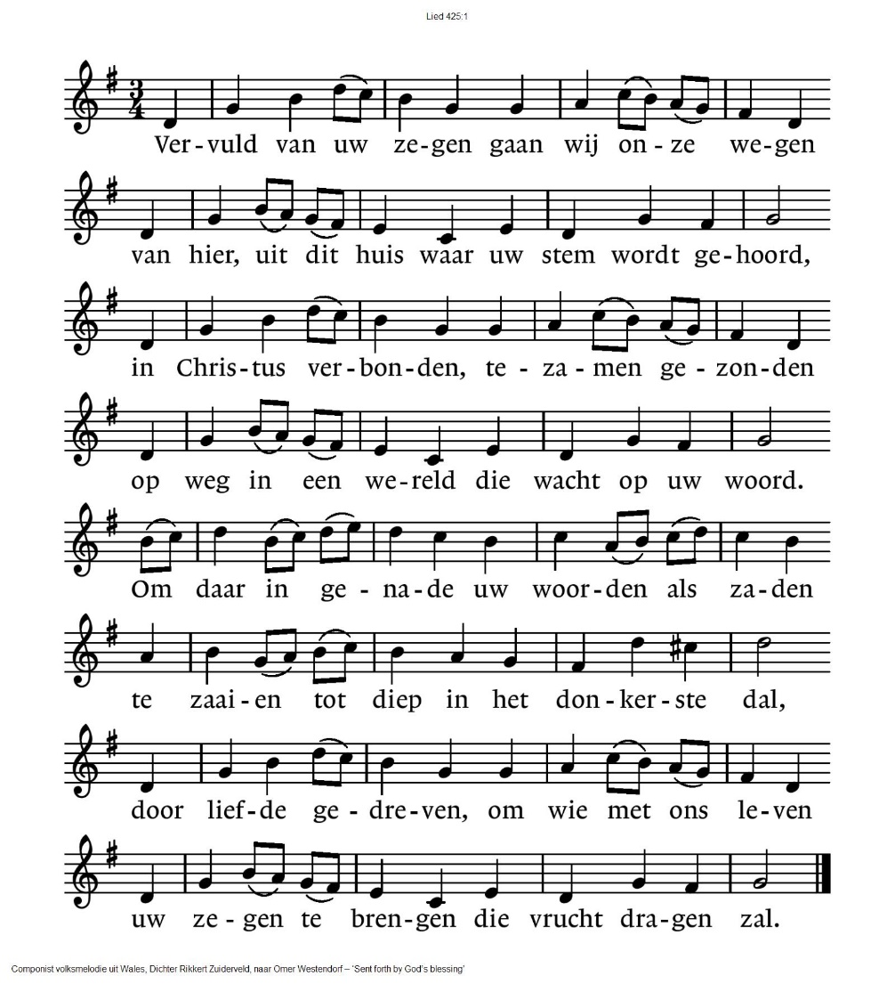 Lied 425:1
3
4
Ver-vuld van uw ze-gen gaan wij on-ze we-gen
van hier, uit dit huis waar uw stem wordt ge-hoord,
in Chris-tus ver-bon-den, te-za-men ge-zon-den
op weg in een we-reld die wacht op uw woord.
Om daar in ge-na-de uw woor-den als za-den
te zaai-en tot diep in het don-ker-ste dal,
door lief-de ge-dre-ven, om wie met ons le-ven
uw ze-gen te bren-gen die vrucht dra-gen zal.
Componist volksmelodie uit Wales, Dichter Rikkert Zuiderveld, naar Omer Westendorf – ‘Sent forth by God’s blessing’